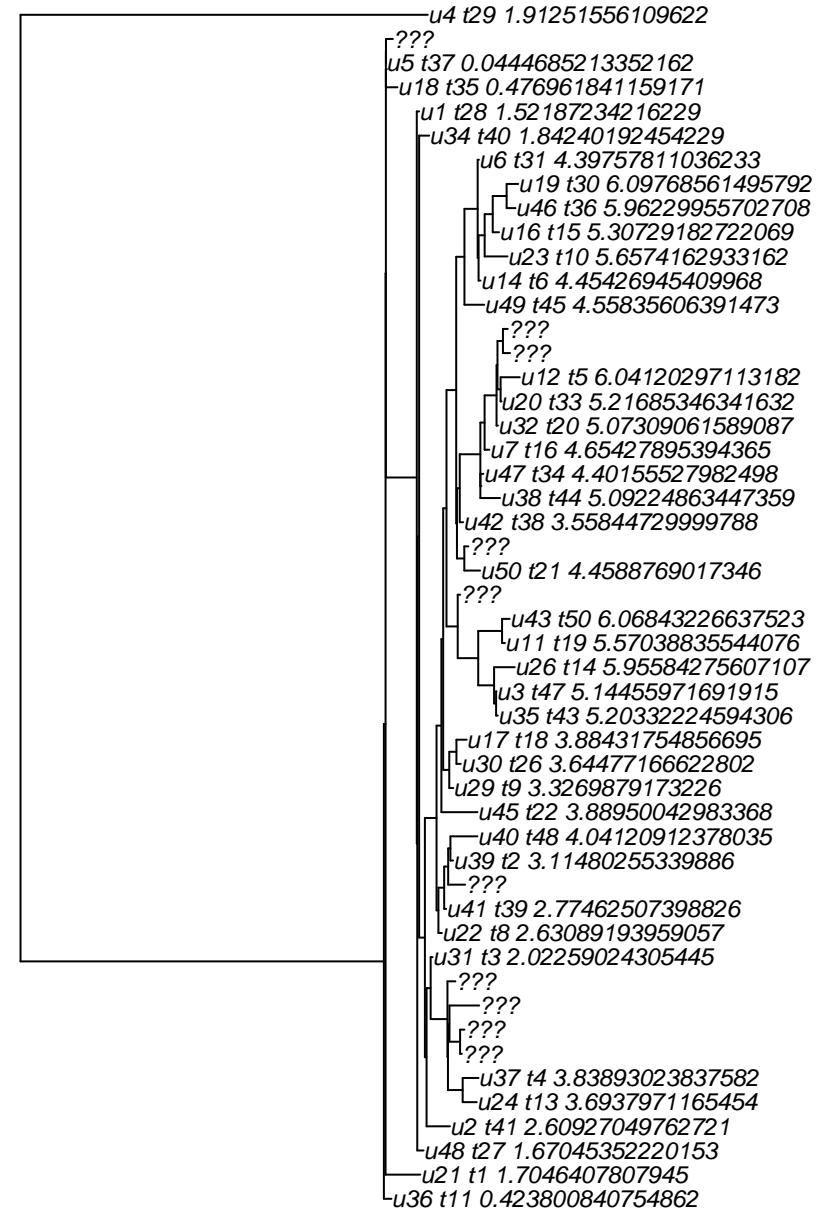 u4 t29 1.91251556109622
???
u5 t37 0.0444685213352162
u18 t35 0.476961841159171
u1 t28 1.52187234216229
u34 t40 1.84240192454229
u6 t31 4.39757811036233
u19 t30 6.09768561495792
u46 t36 5.96229955702708
u16 t15 5.30729182722069
u23 t10 5.6574162933162
u14 t6 4.45426945409968
u49 t45 4.55835606391473
???
???
u12 t5 6.04120297113182
u20 t33 5.21685346341632
u32 t20 5.07309061589087
u7 t16 4.65427895394365
u47 t34 4.40155527982498
u38 t44 5.09224863447359
u42 t38 3.55844729999788
???
u50 t21 4.4588769017346
???
u43 t50 6.06843226637523
u11 t19 5.57038835544076
u26 t14 5.95584275607107
u3 t47 5.14455971691915
u35 t43 5.20332224594306
u17 t18 3.88431754856695
u30 t26 3.64477166622802
u29 t9 3.3269879173226
u45 t22 3.88950042983368
u40 t48 4.04120912378035
u39 t2 3.11480255339886
???
u41 t39 2.77462507398826
u22 t8 2.63089193959057
u31 t3 2.02259024305445
???
???
???
???
u37 t4 3.83893023837582
u24 t13 3.6937971165454
u2 t41 2.60927049762721
u48 t27 1.67045352220153
u21 t1 1.7046407807945
u36 t11 0.423800840754862